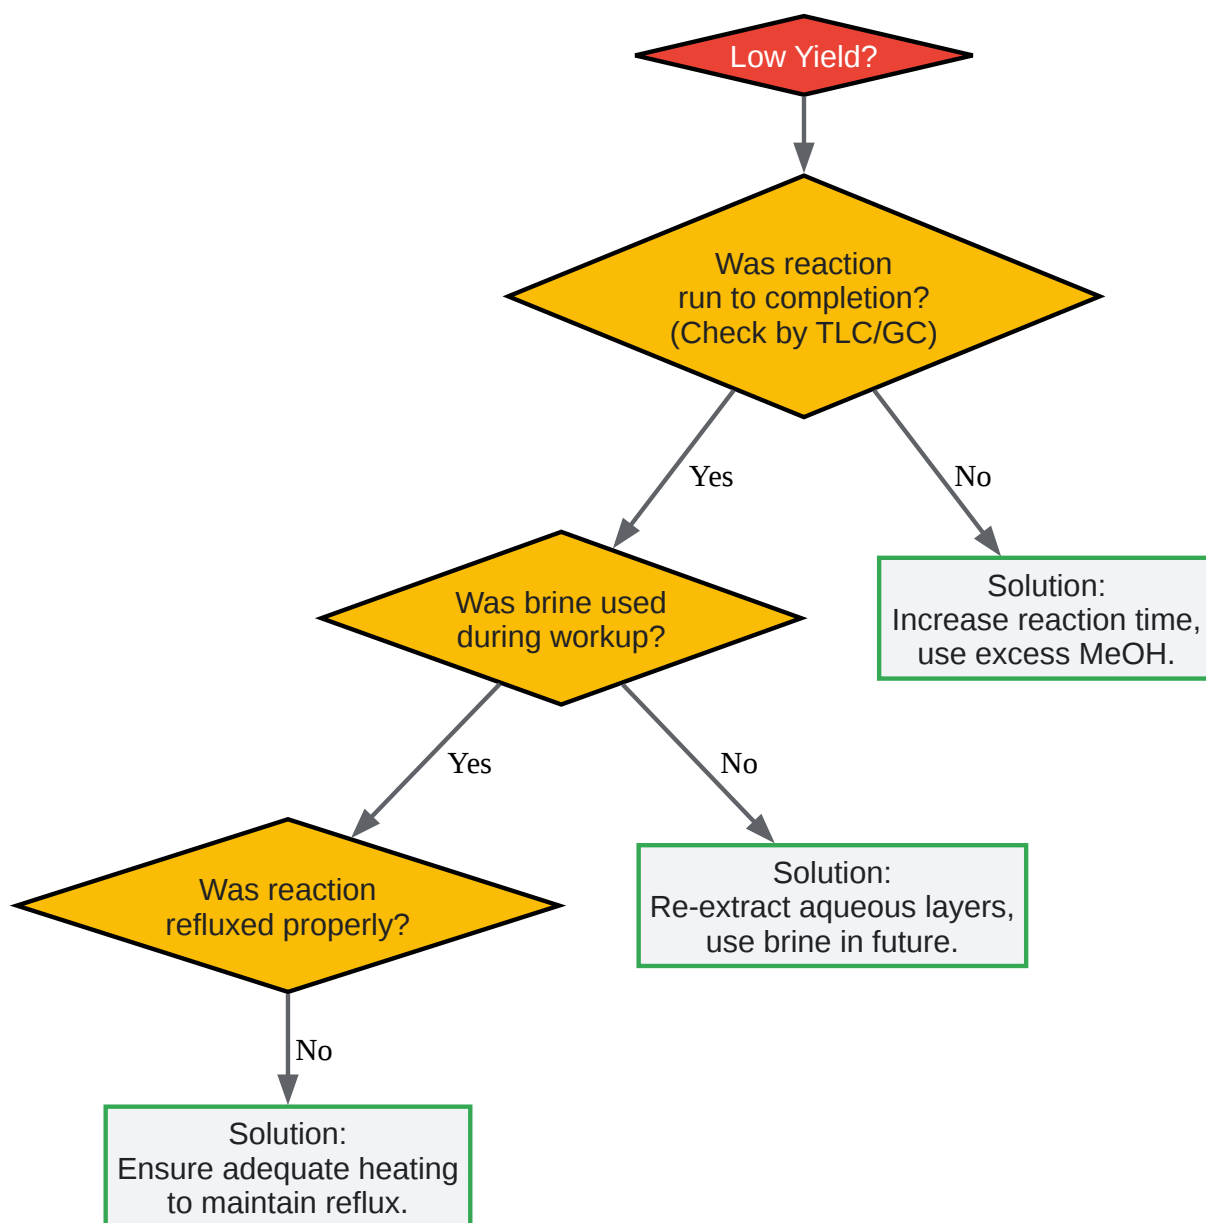 Low Yield?
Was reaction
run to completion?
(Check by TLC/GC)
Yes
No
Was brine used
during workup?
Solution:
Increase reaction time,
use excess MeOH.
Yes
No
Was reaction
refluxed properly?
Solution:
Re-extract aqueous layers,
use brine in future.
No
Solution:
Ensure adequate heating
to maintain reflux.